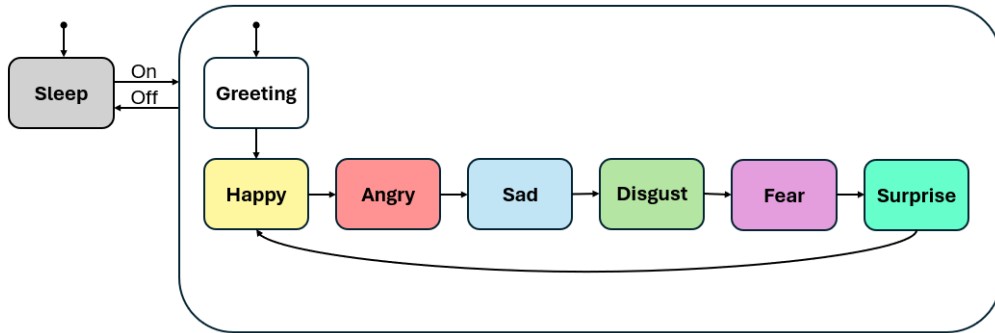 On
Sleep
Off
Greeting
Happy
Angry
Sad
Disgust
Fear
Surprise